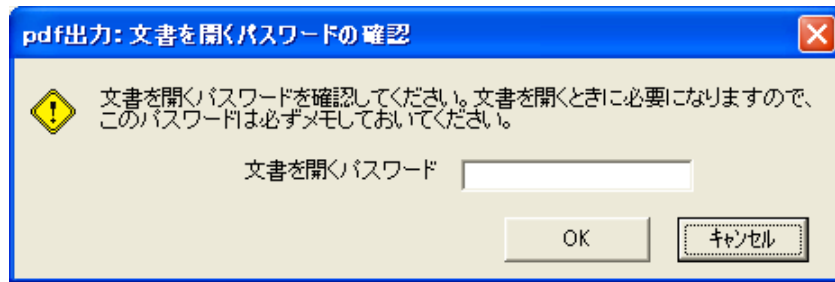 pdf出力: 文書を開くパスワードの確認
文書を開くパスワードを確認してください。文書を開くときに必要になりますので、
このパスワードは必ずメモしておいてください。
文書を開くパスワード
OK
キャンセル